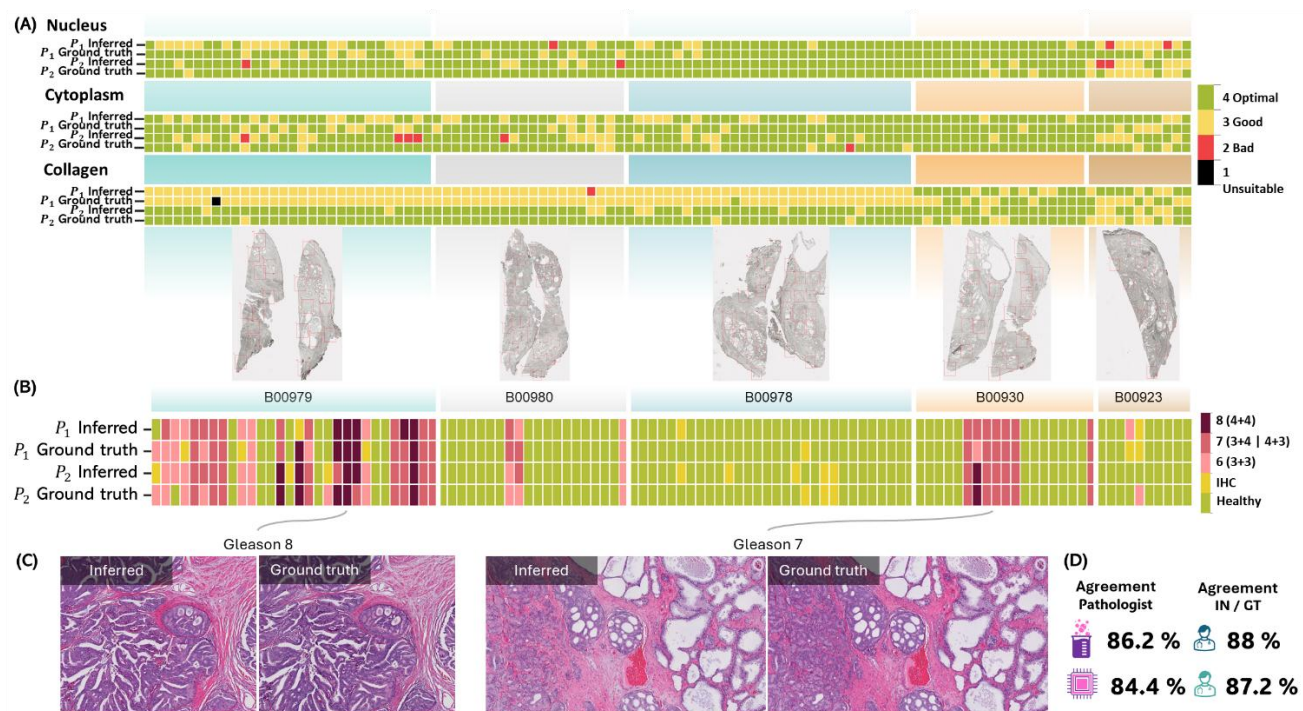 (A)
Nucleus
P₁ Inferred
P₁ Ground truth
P₂ Inferred
P₂ Ground truth
Cytoplasm
P₁ Inferred
P₁ Ground truth
P₂ Inferred
P₂ Ground truth
Collagen
P₁ Inferred
P₁ Ground truth
P₂ Inferred
P₂ Ground truth
4 Optimal
3 Good
2 Bad
1
Unsuitable
(B)
B00979 B00980 B00978 B00930 B00923
P₁ Inferred
P₁ Ground truth
P₂ Inferred
P₂ Ground truth
8 (4+4)
7 (3+4 | 4+3)
6 (3+3)
IHC
Healthy
(C)
Gleason 8
Inferred Ground truth
Gleason 7
Inferred Ground truth
(D)
Agreement
Pathologist
Agreement
IN / GT
86.2 % 88 %
84.4 % 87.2 %